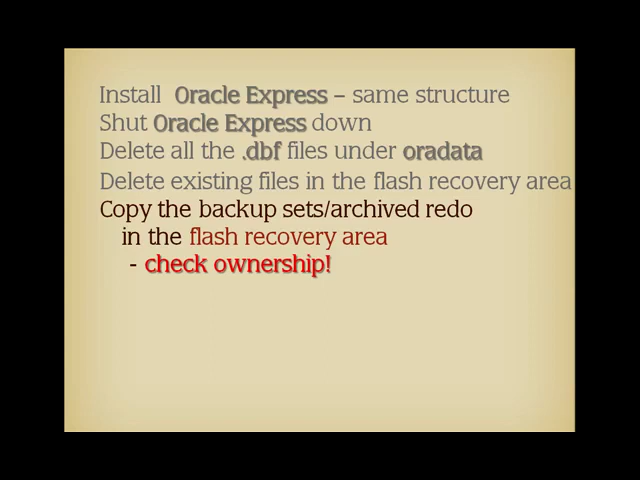 Install Oracle Express – same structure
Shut Oracle Express down
Delete all the .dbf files under oradata
Delete existing files in the flash recovery area
Copy the backup sets/archived redo
in the flash recovery area
- check ownership!